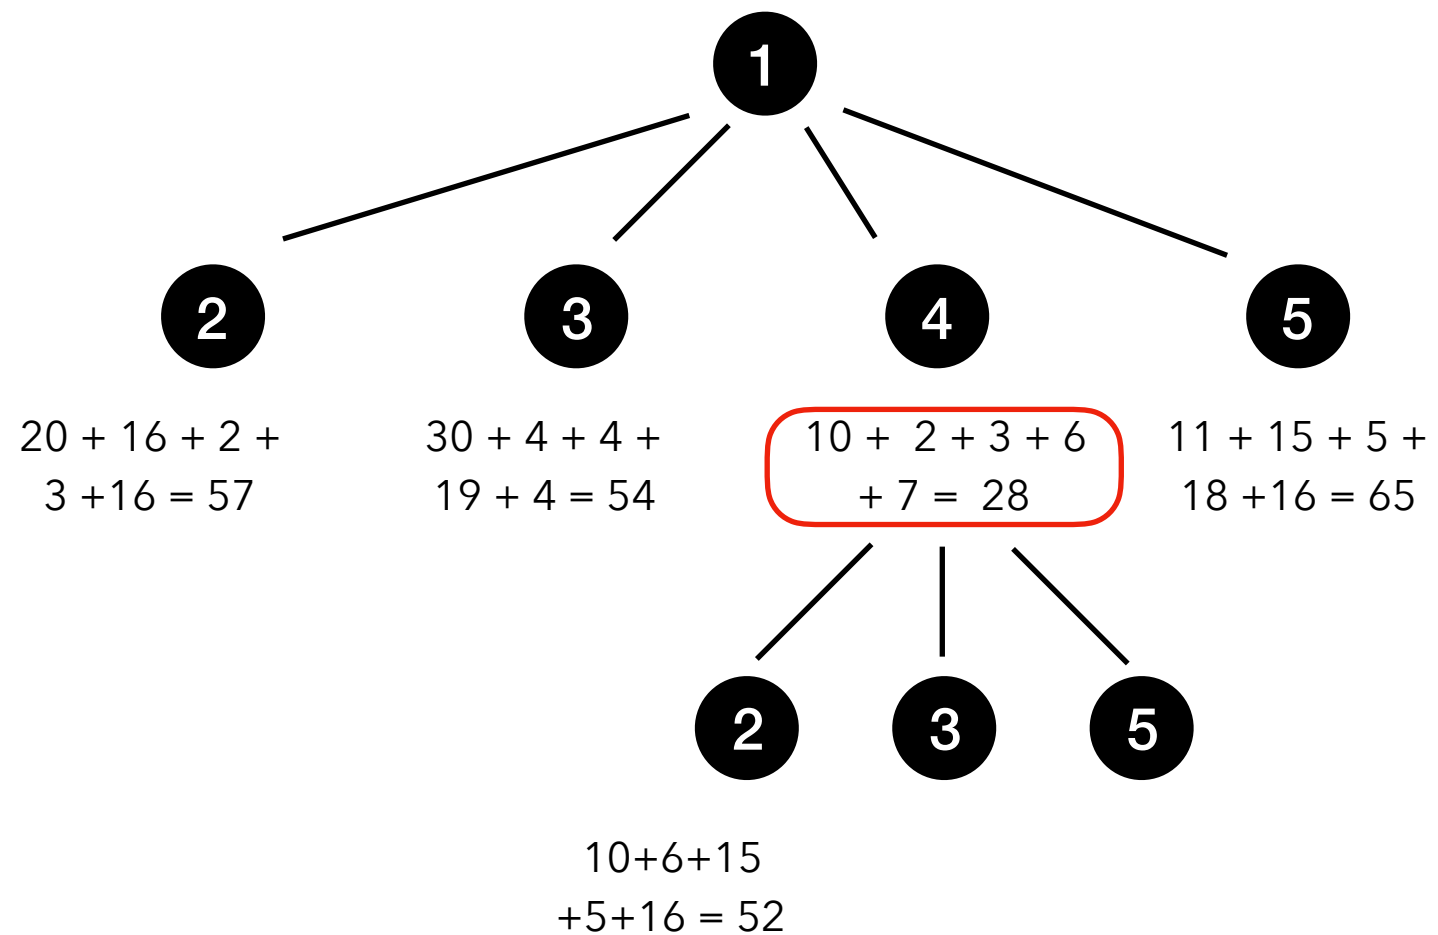 1
2
3
4
5
20 + 16 + 2 +
3 +16 = 57
30 + 4 + 4 +
19 + 4 = 54
10 + 2 + 3 + 6
+ 7 = 28
11 + 15 + 5 +
18 +16 = 65
2
3
5
10+6+15
+5+16 = 52